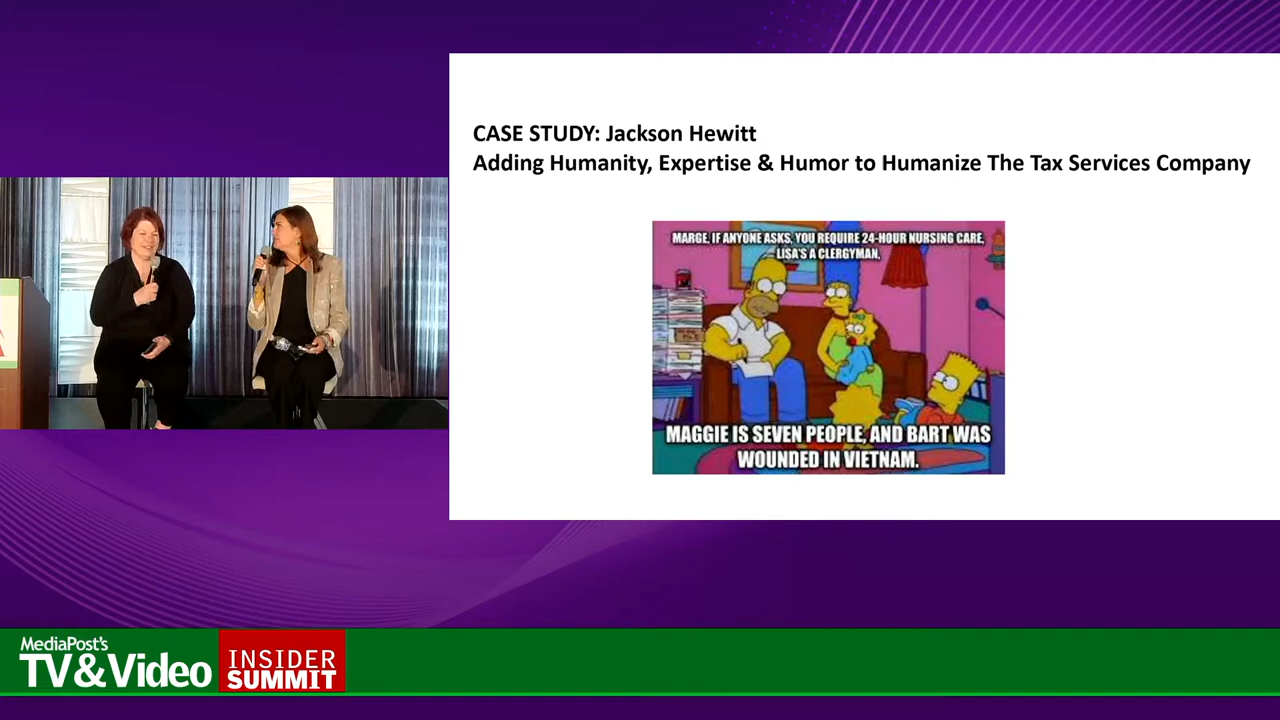 CASE STUDY: Jackson Hewitt
Adding Humanity, Expertise & Humor to Humanize The Tax Services Company
MARGE, IF ANYONE ASKS, YOU REQUIRE 24-HOUR NURSING CARE,
LISA'S A CLERGYMAN,
MAGGIE IS SEVEN PEOPLE, AND BART WAS
WOUNDED IN VIETNAM.
MediaPost's
TV&Video
INSIDER
SUMMIT